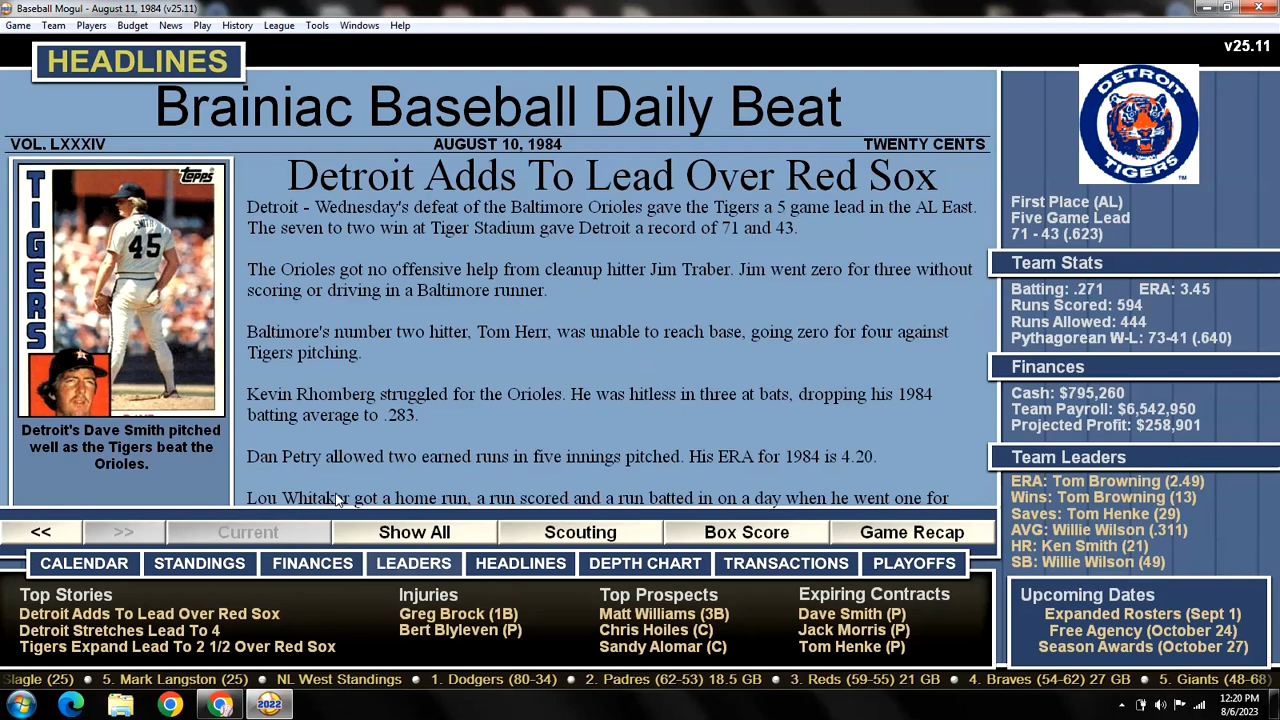 Baseball Mogul - August 11, 1984 (v25.11)
Game Team Players Budget News Play History League Tools Windows Help
HEADLINES
v25.11
Brainiac Baseball Daily Beat
VOL. LXXXIV AUGUST 10, 1984 TWENTY CENTS
Detroit Adds To Lead Over Red Sox
Detroit - Wednesday's defeat of the Baltimore Orioles gave the Tigers a 5 game lead in the AL East.
The seven to two win at Tiger Stadium gave Detroit a record of 71 and 43.
The Orioles got no offensive help from cleanup hitter Jim Traber. Jim went zero for three without
scoring or driving in a Baltimore runner.
Baltimore's number two hitter, Tom Herr, was unable to reach base, going zero for four against
Tigers pitching.
Kevin Rhomberg struggled for the Orioles. He was hitless in three at bats, dropping his 1984
batting average to .283.
Dan Petry allowed two earned runs in five innings pitched. His ERA for 1984 is 4.20.
Lou Whitaker got a home run, a run scored and a run batted in on a day when he went one for
Topps
TIGERS
SMITH
45
Detroit's Dave Smith pitched
well as the Tigers beat the
Orioles.
DETROIT
TIGERS
TM
First Place (AL)
Five Game Lead
71 - 43 (.623)
Team Stats
Batting: .271 ERA: 3.45
Runs Scored: 594
Runs Allowed: 444
Pythagorean W-L: 73-41 (.640)
Finances
Cash: $795,260
Team Payroll: $6,542,950
Projected Profit: $258,901
Team Leaders
ERA: Tom Browning (2.49)
Wins: Tom Browning (13)
Saves: Tom Henke (29)
AVG: Willie Wilson (.311)
HR: Ken Smith (21)
SB: Willie Wilson (49)
<< >> Current Show All Scouting Box Score Game Recap
CALENDAR STANDINGS FINANCES LEADERS HEADLINES DEPTH CHART TRANSACTIONS PLAYOFFS
Top Stories
Detroit Adds To Lead Over Red Sox
Detroit Stretches Lead To 4
Tigers Expand Lead To 2 1/2 Over Red Sox
Injuries
Greg Brock (1B)
Bert Blyleven (P)
Top Prospects
Matt Williams (3B)
Chris Hoiles (C)
Sandy Alomar (C)
Expiring Contracts
Dave Smith (P)
Jack Morris (P)
Tom Henke (P)
Upcoming Dates
Expanded Rosters (Sept 1)
Free Agency (October 24)
Season Awards (October 27)
Slagle (25) • 5. Mark Langston (25) • NL West Standings • 1. Dodgers (80-34) • 2. Padres (62-53) 18.5 GB • 3. Reds (59-55) 21 GB • 4. Braves (54-62) 27 GB • 5. Giants (48-68)
2022
12:20 PM
8/6/2023